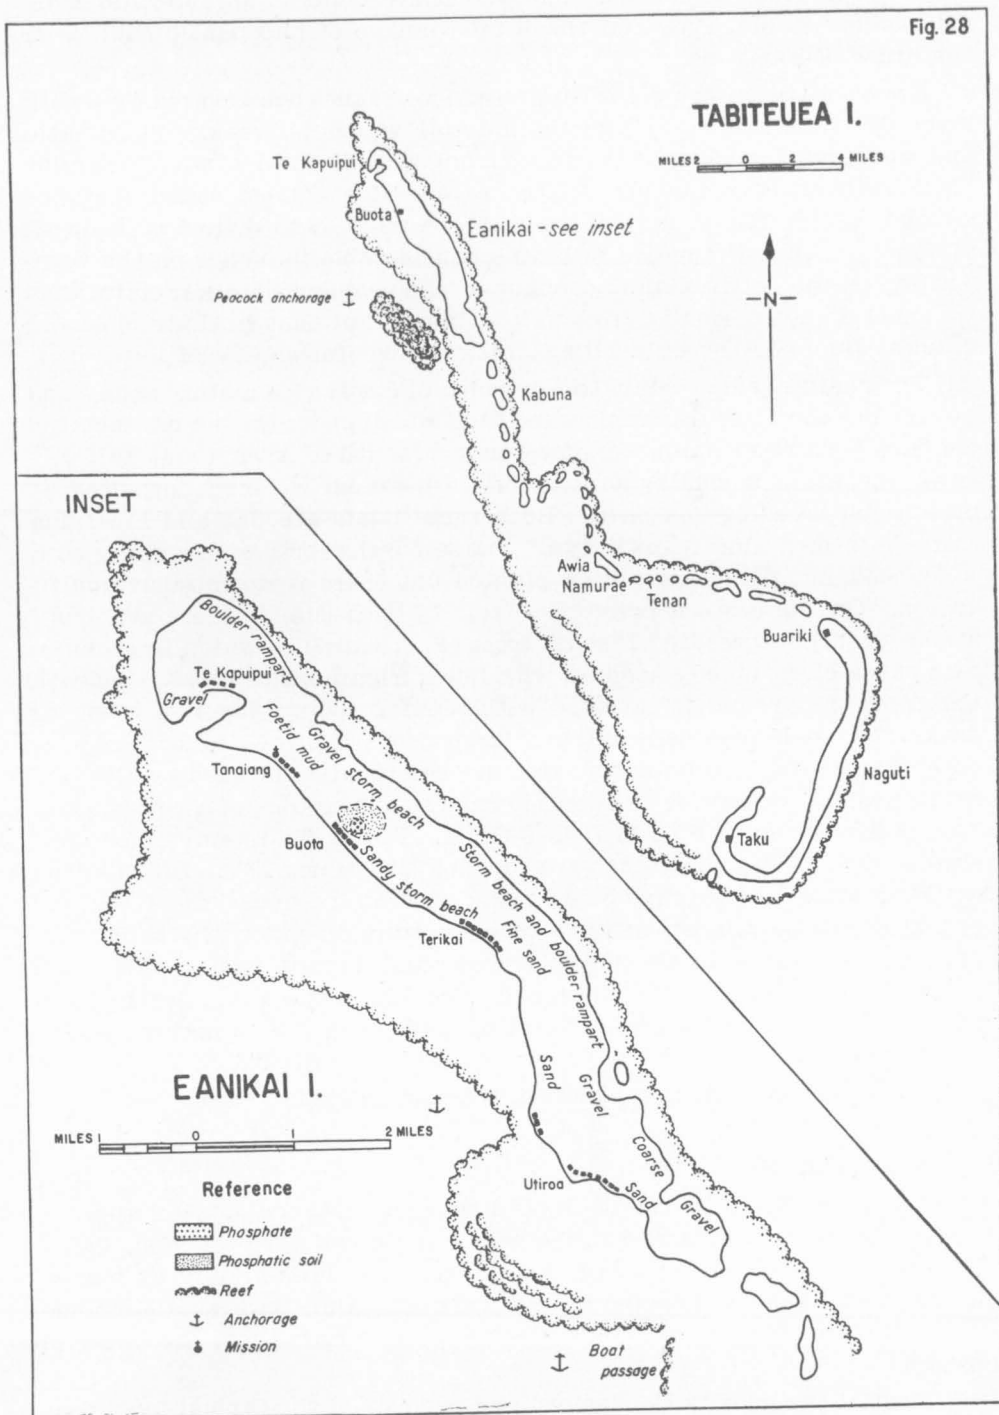 Fig. 28
TABITEUEA I.
MILES 2 0 2 4 MILES
Te Kapuipui
Buota
Eanikai - see inset
Peacock anchorage
N
Kabuna
Awia
Namurae
Tenan
Buariki
Naguti
Taku
INSET
Boulder rampart
Te Kapuipui
Gravel
Foetid mud
Gravel storm beach
Tanaiang
Buota
Sandy storm beach
Storm beach and boulder rampart
Fine sand
Terikai
Sand
Gravel
Coarse
Utiroa
Sand
Gravel
EANIKAI I.
MILES 1 0 1 2 MILES
Reference
Phosphate
Phosphatic soil
Reef
Anchorage
Mission
Boat
passage